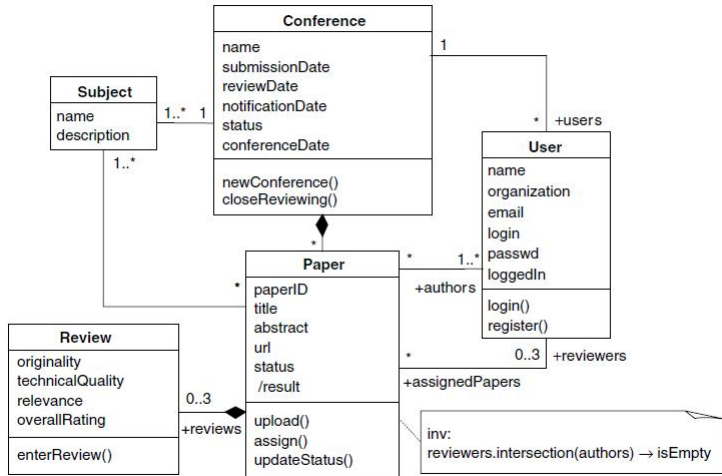 Conference
name
submissionDate
reviewDate
notificationDate
status
conferenceDate
newConference()
closeReviewing()
1
*
+users
Subject
name
description
1..*
1
1..*
*
User
name
organization
email
login
passwd
loggedIn
login()
register()
*
Paper
paperID
title
abstract
url
status
/result
upload()
assign()
updateStatus()
*
1..*
+authors
*
0..3
+reviewers
+assignedPapers
Review
originality
technicalQuality
relevance
overallRating
enterReview()
0..3
+reviews
inv:
reviewers.intersection(authors) → isEmpty